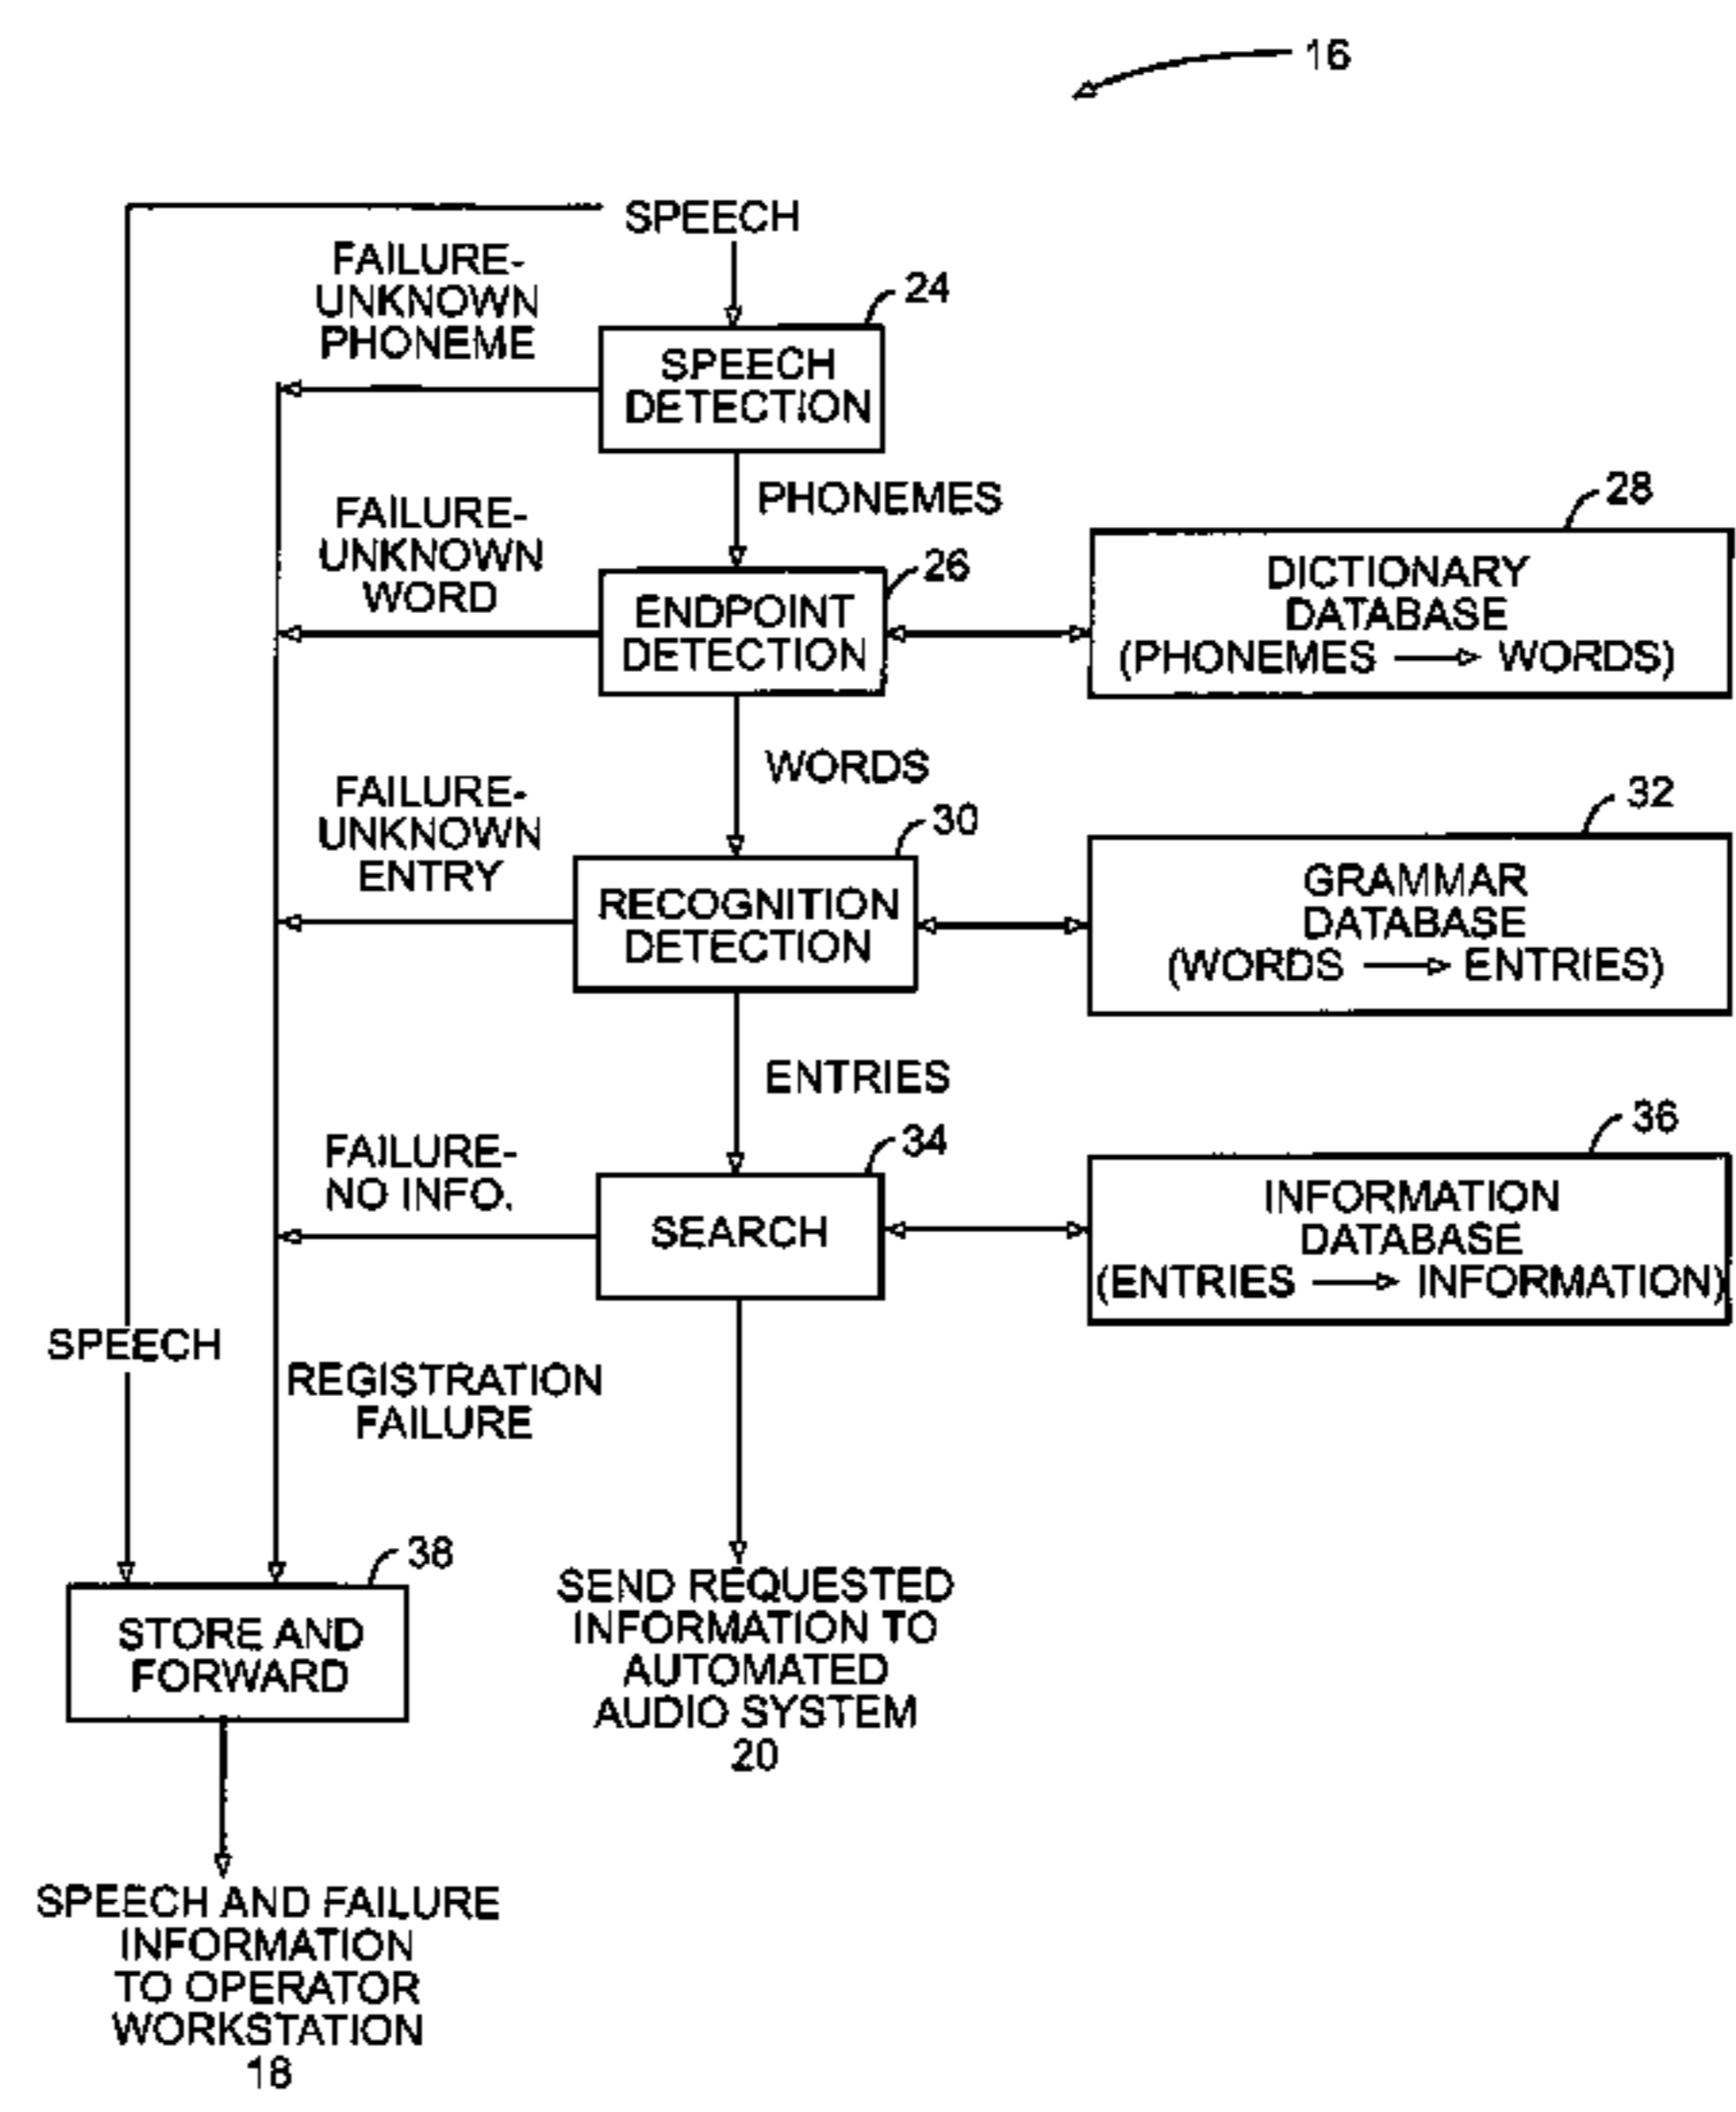 16
SPEECH
FAILURE-
UNKNOWN
PHONEME
24
SPEECH
DETECTION
PHONEMES
FAILURE-
UNKNOWN
WORD
26
ENDPOINT
DETECTION
28
DICTIONARY
DATABASE
(PHONEMES → WORDS)
WORDS
FAILURE-
UNKNOWN
ENTRY
30
RECOGNITION
DETECTION
32
GRAMMAR
DATABASE
(WORDS → ENTRIES)
ENTRIES
FAILURE-
NO INFO.
34
SEARCH
36
INFORMATION
DATABASE
(ENTRIES → INFORMATION)
SPEECH
REGISTRATION
FAILURE
38
STORE AND
FORWARD
SEND REQUESTED
INFORMATION TO
AUTOMATED
AUDIO SYSTEM
20
SPEECH AND FAILURE
INFORMATION
TO OPERATOR
WORKSTATION
18